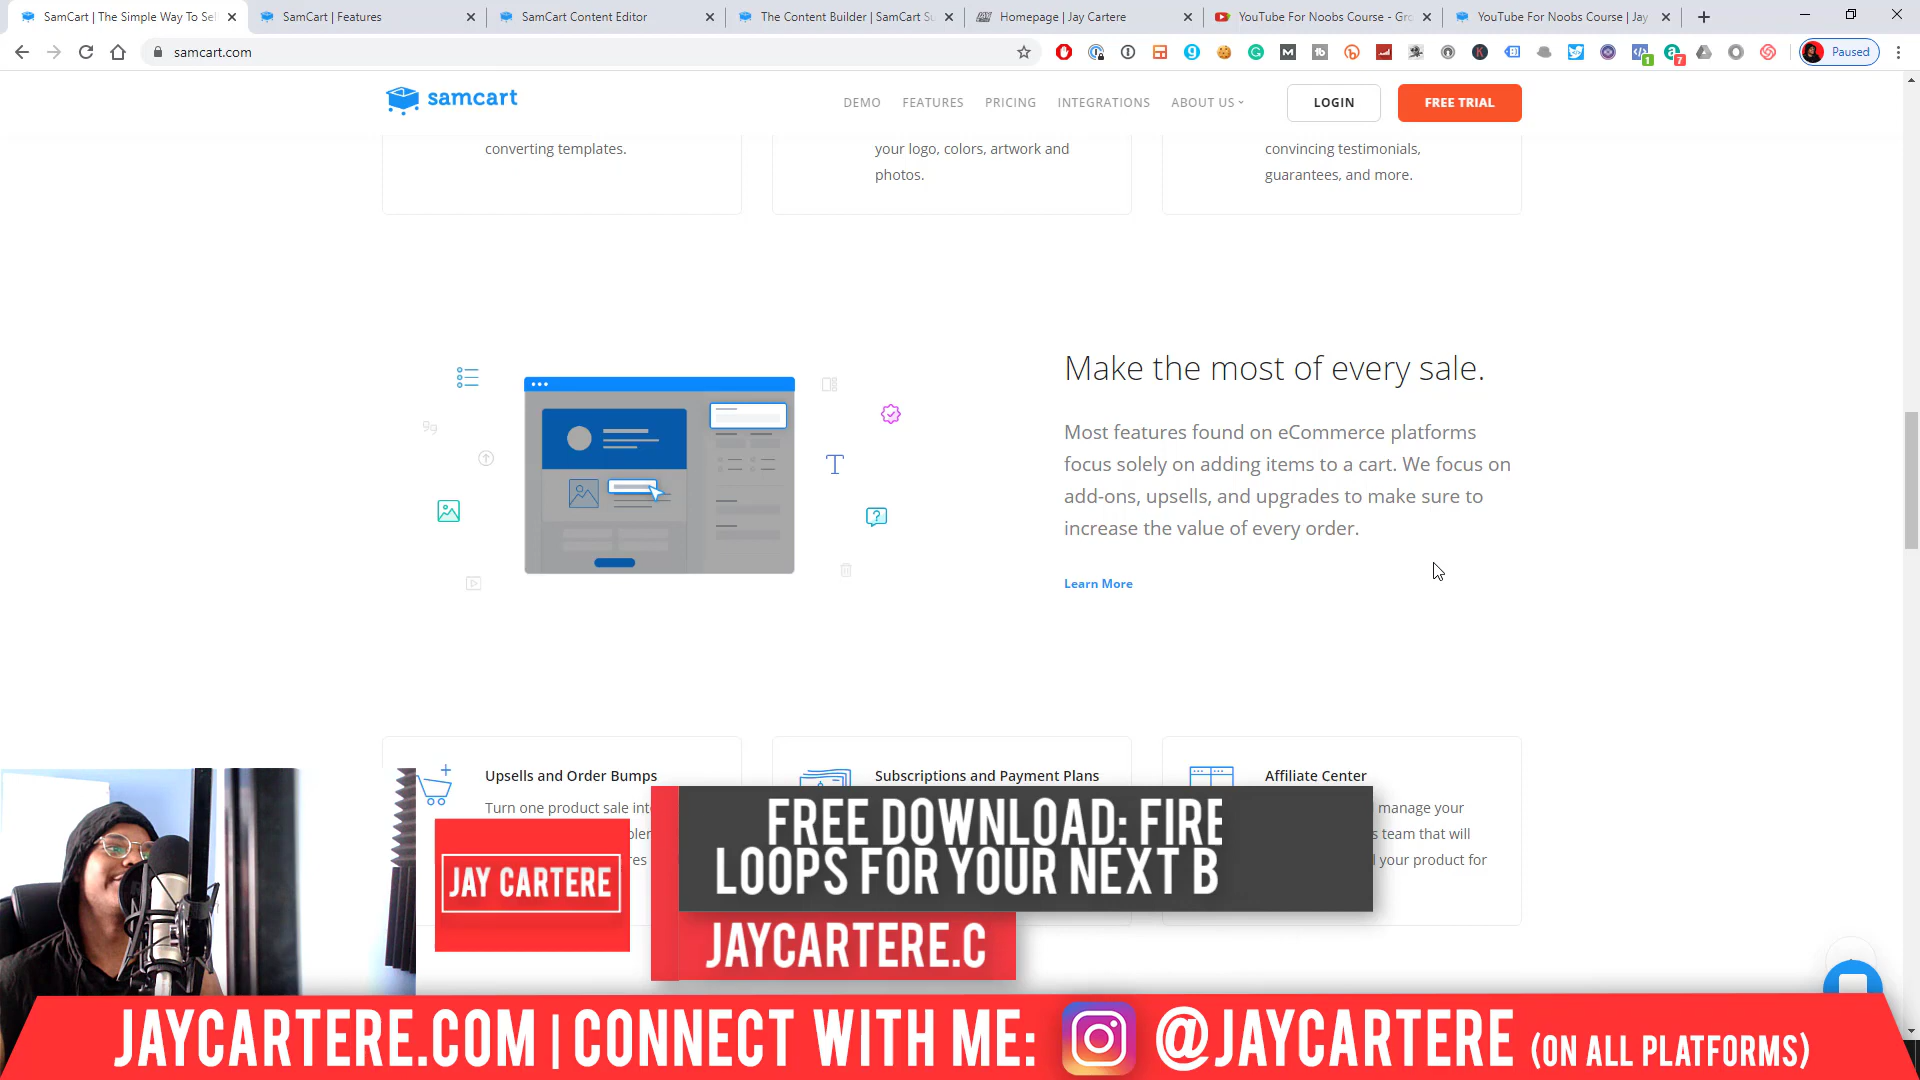 SamCart | The Simple Way To Sel
SamCart | Features
SamCart Content Editor
The Content Builder | SamCart Su
Homepage | Jay Cartere
YouTube For Noobs Course - Gro
YouTube For Noobs Course | Jay
samcart.com
1
7
Paused
samcart
DEMO
FEATURES
PRICING
INTEGRATIONS
ABOUT US
LOGIN
FREE TRIAL
converting templates.
your logo, colors, artwork and
photos.
convincing testimonials,
guarantees, and more.
Make the most of every sale.
Most features found on eCommerce platforms
focus solely on adding items to a cart. We focus on
add-ons, upsells, and upgrades to make sure to
increase the value of every order.
Learn More
Upsells and Order Bumps
Turn one product sale int
Subscriptions and Payment Plans
Affiliate Center
manage your
s team that will
your product for
JAY CARTERE
FREE DOWNLOAD: FIRE
LOOPS FOR YOUR NEXT B
JAYCARTERE.C
JAYCARTERE.COM | CONNECT WITH ME: @JAYCARTERE (ON ALL PLATFORMS)